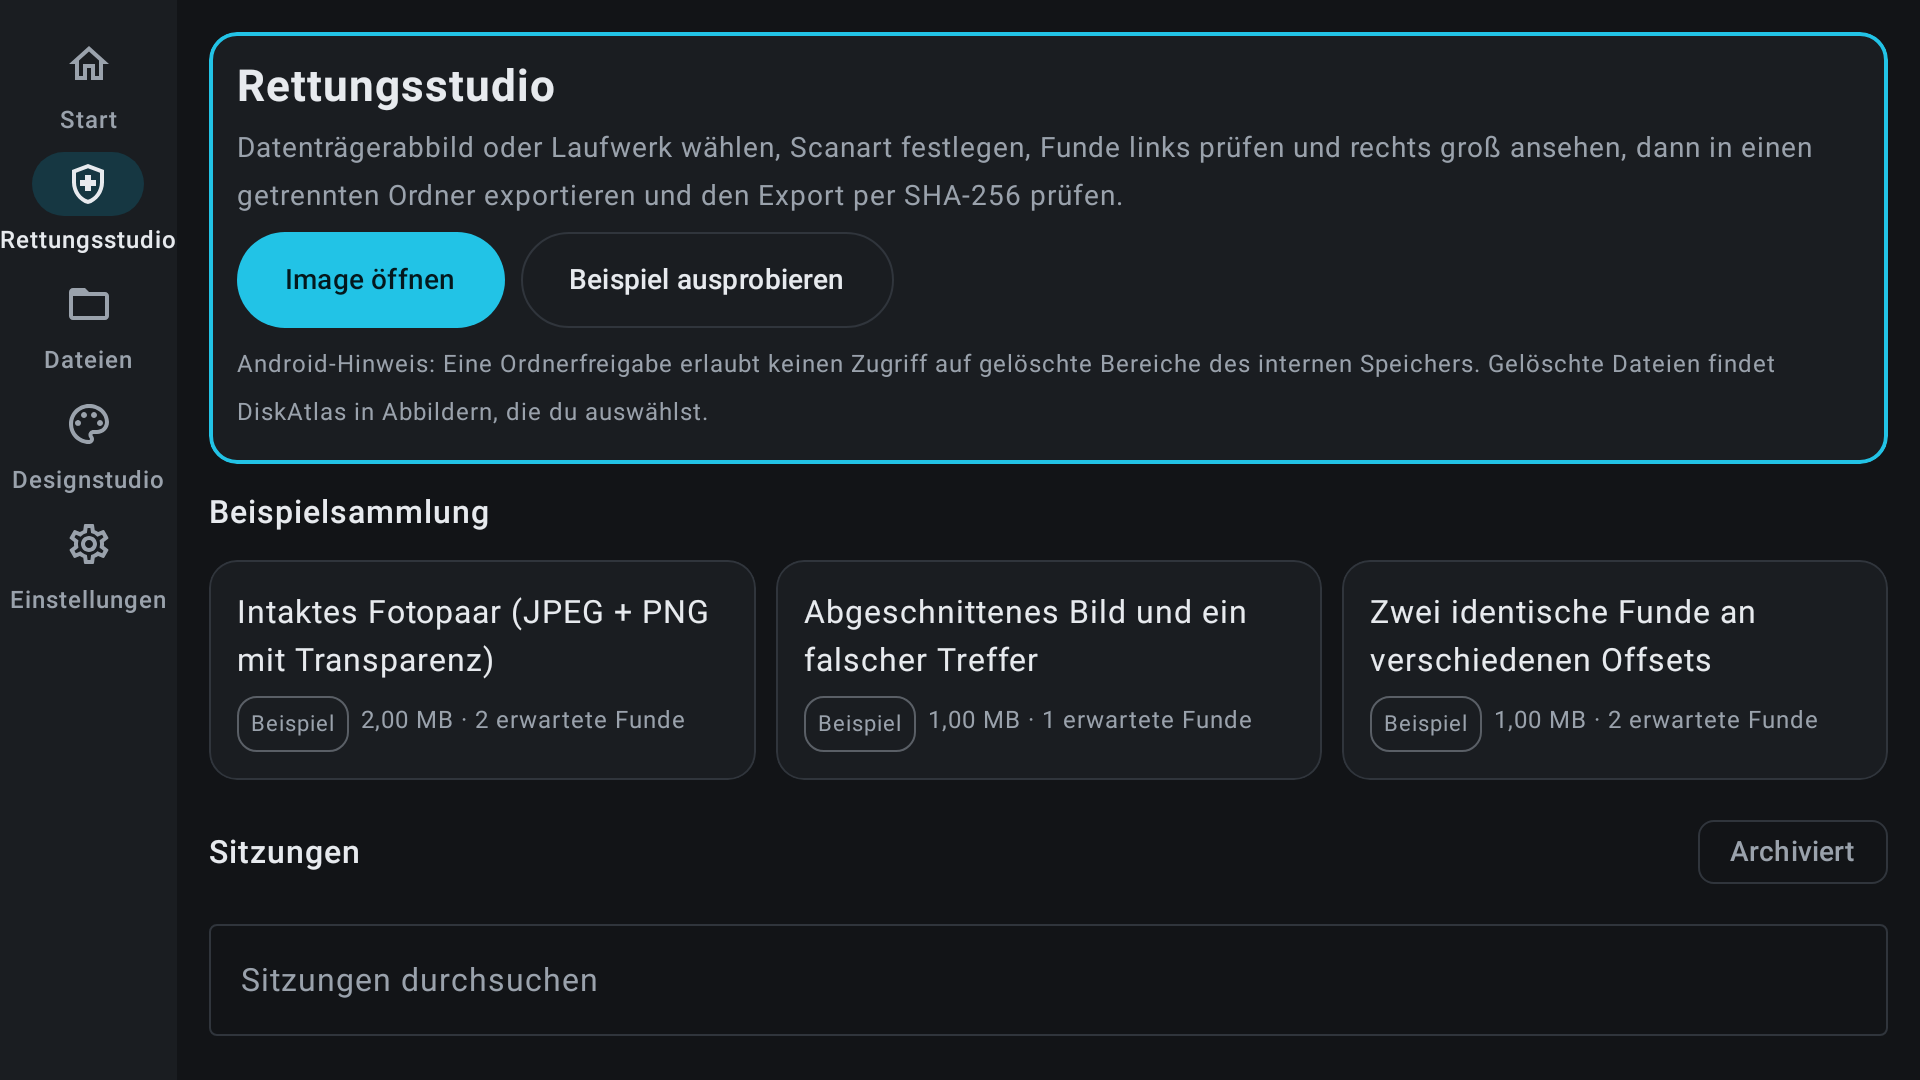 Start
Rettungsstudio
Dateien
Designstudio
Einstellungen
Rettungsstudio
Datenträgerabbild oder Laufwerk wählen, Scanart festlegen, Funde links prüfen und rechts groß ansehen, dann in einen
getrennten Ordner exportieren und den Export per SHA-256 prüfen.
Image öffnen
Beispiel ausprobieren
Android-Hinweis: Eine Ordnerfreigabe erlaubt keinen Zugriff auf gelöschte Bereiche des internen Speichers. Gelöschte Dateien findet
DiskAtlas in Abbildern, die du auswählst.
Beispielsammlung
Intaktes Fotopaar (JPEG + PNG
mit Transparenz)
Beispiel 2,00 MB · 2 erwartete Funde
Abgeschnittenes Bild und ein
falscher Treffer
Beispiel 1,00 MB · 1 erwartete Funde
Zwei identische Funde an
verschiedenen Offsets
Beispiel 1,00 MB · 2 erwartete Funde
Sitzungen
Archiviert
Sitzungen durchsuchen